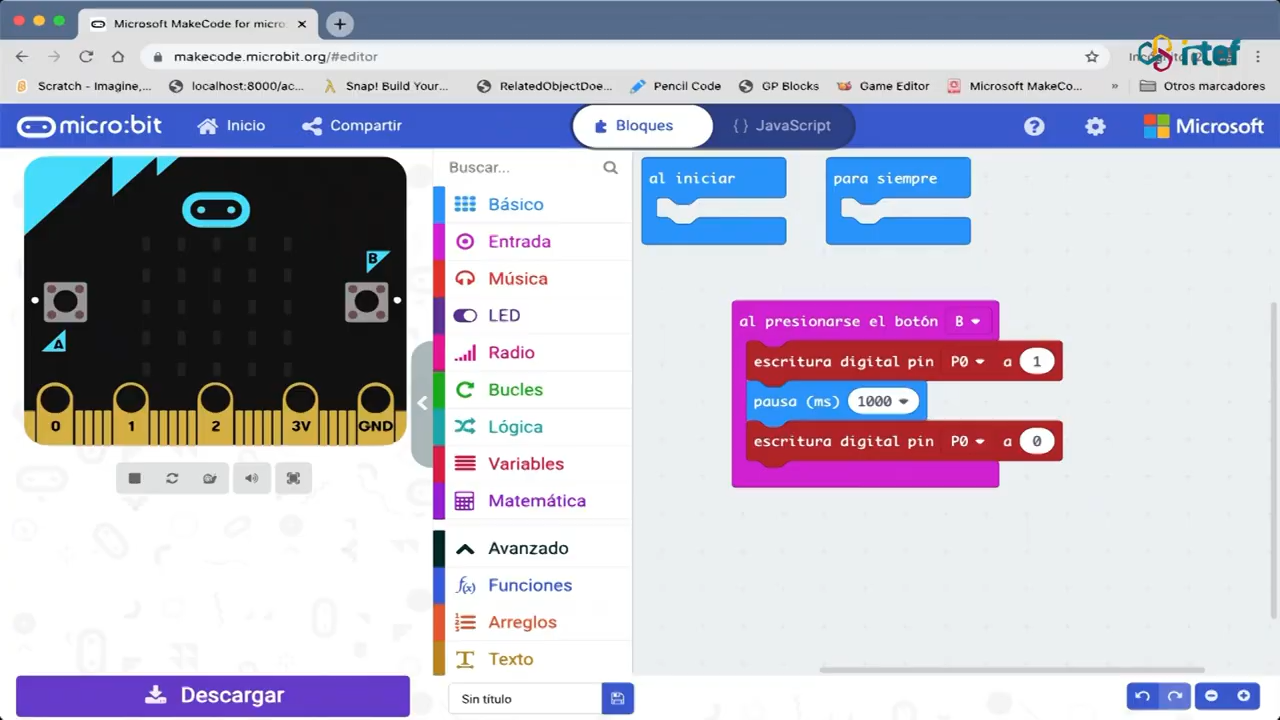 Microsoft MakeCode for micro
makecode.microbit.org/#editor
intef
Scratch - Imagine,...
localhost:8000/ac...
Snap! Build Your...
RelatedObjectDoe...
Pencil Code
GP Blocks
Game Editor
Microsoft MakeCo...
»
Otros marcadores
micro:bit
Inicio
Compartir
Bloques
{ } JavaScript
Microsoft
A
B
0
1
2
3V
GND
Buscar...
Básico
Entrada
Música
LED
Radio
Bucles
Lógica
Variables
Matemática
Avanzado
Funciones
Arreglos
Texto
al iniciar
para siempre
al presionarse el botón B
escritura digital pin P0 a 1
pausa (ms) 1000
escritura digital pin P0 a 0
Descargar
Sin título